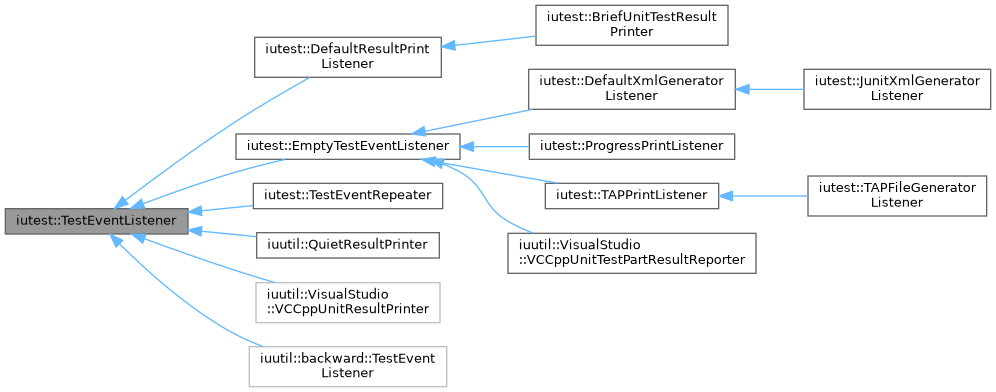 iutest::BriefUnitTestResult
Printer
iutest::DefaultResultPrint
Listener
iutest::DefaultXmlGenerator
Listener
iutest::JunitXmlGenerator
Listener
iutest::EmptyTestEventListener
iutest::ProgressPrintListener
iutest::TestEventRepeater
iutest::TAPPrintListener
iutest::TAPFileGenerator
Listener
iutest::TestEventListener
iuutil::QuietResultPrinter
iuutil::VisualStudio
::VCCppUnitTestPartResultReporter
iuutil::VisualStudio
::VCCppUnitResultPrinter
iuutil::backward::TestEvent
Listener